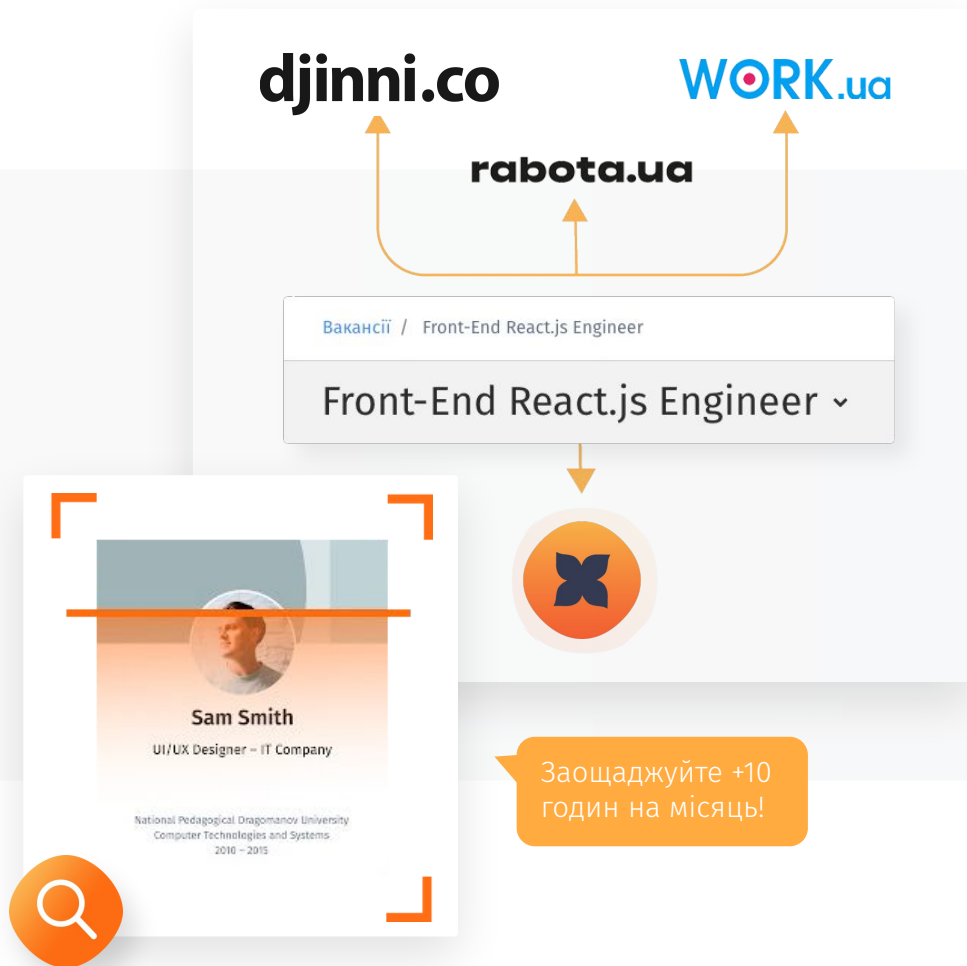 djinni.co
WORK.ua
rabota.ua
Вакансії / Front-End React.js Engineer
Front-End React.js Engineer
Sam Smith
UI/UX Designer – IT Company
National Pedagogical Dragomanov University
Computer Technologies and Systems
2010 – 2015
Заощаджуйте +10
годин на місяць!